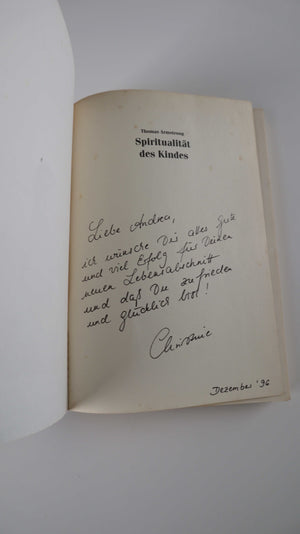 Thomas Armstrong
Spiritualität
des Kindes
Liebe Andrea,
ich wünsche Dir alles Gute
und viel Erfolg für Deinen
neuen Lebensabschnitt
und daß Du zufrieden
und glücklich bist!
Christine
Dezember '96